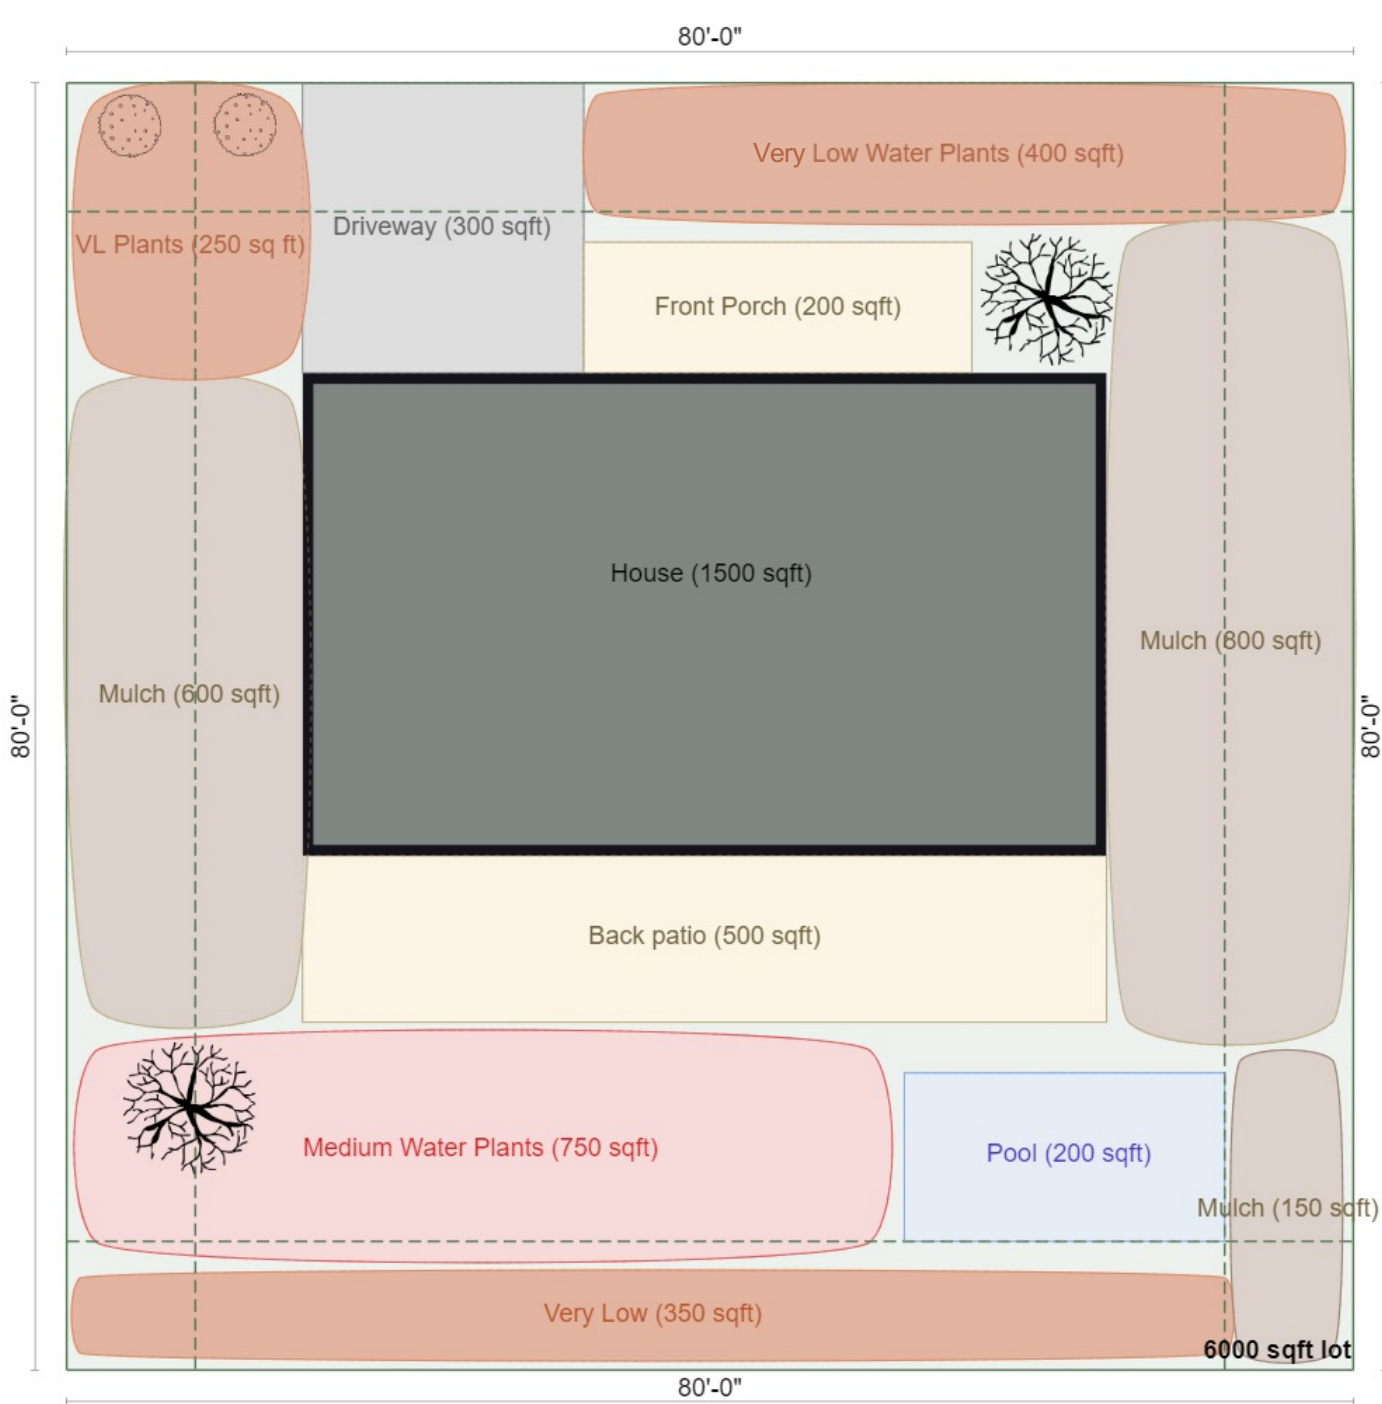 80'-0"
Very Low Water Plants (400 sqft)
Driveway (300 sqft)
VL Plants (250 sq ft)
Front Porch (200 sqft)
House (1500 sqft)
Mulch (800 sqft)
Mulch (600 sqft)
80'-0"
80'-0"
Back patio (500 sqft)
Medium Water Plants (750 sqft)
Pool (200 sqft)
Mulch (150 sqft)
Very Low (350 sqft)
6000 sqft lot
80'-0"